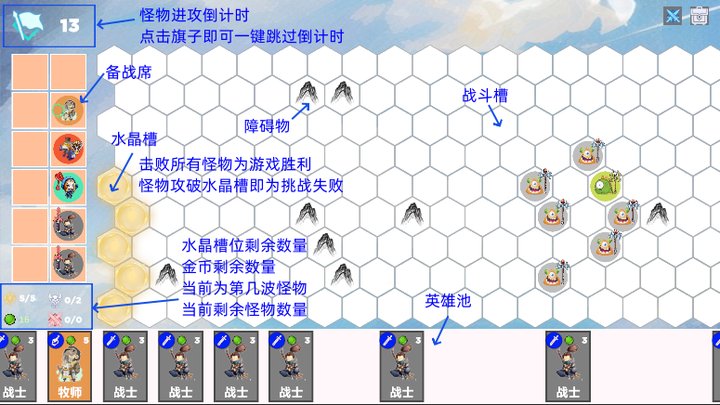 13
怪物进攻倒计时
点击旗子即可一键跳过倒计时
备战席
战斗槽
障碍物
水晶槽
击败所有怪物为游戏胜利
怪物攻破水晶槽即为挑战失败
水晶槽位剩余数量
金币剩余数量
当前为第几波怪物
当前剩余怪物数量
5/5 0/2
16 0/0
英雄池
3 5 3 3 3 3 3 3
战士 牧师 战士 战士 战士 战士 战士 战士